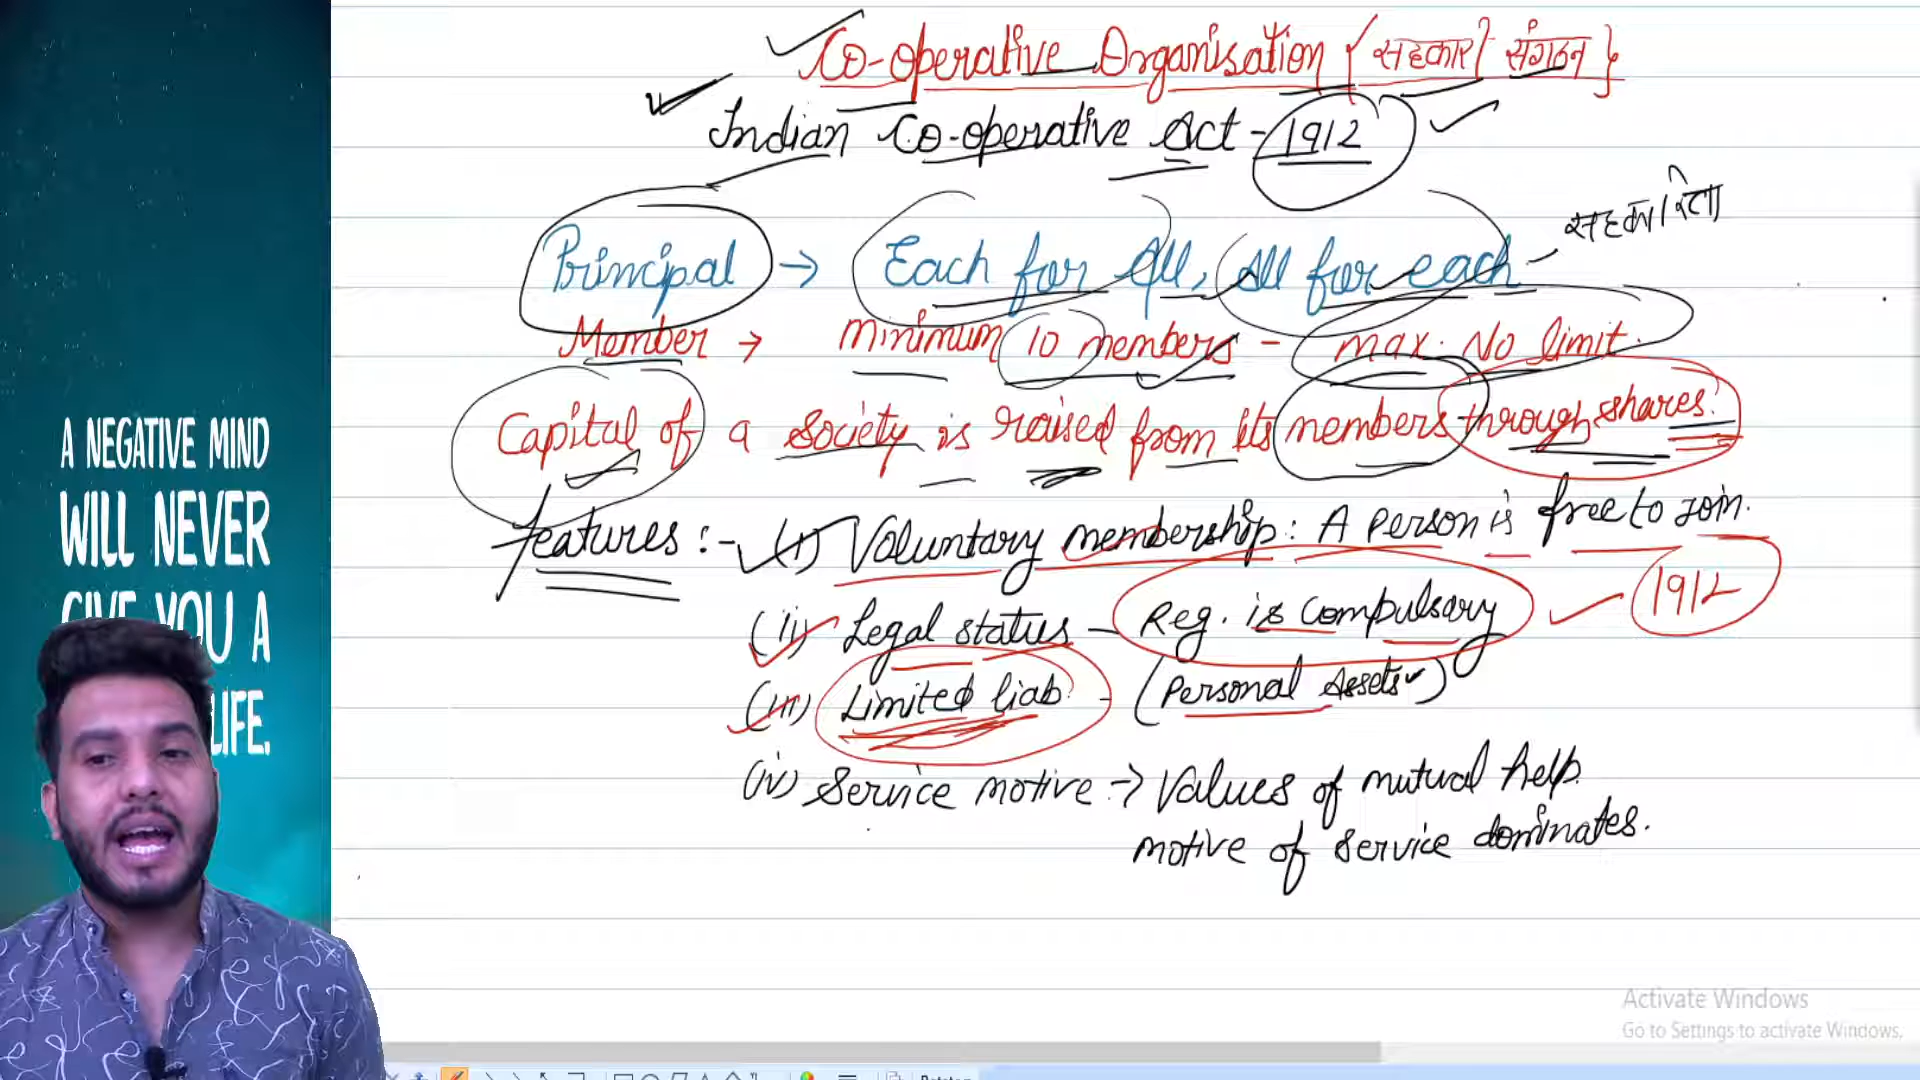 Co-operative Organisation { सहकारी संगठन }
Indian Co-operative Act - 1912
Principal → Each for All, All for each - सहकारिता
Member → minimum 10 members - max. No limit.
Capital of a society is raised from its members through shares.
Features :- (i) Voluntary membership : A Person is free to join.
(ii) Legal status - Reg. is compulsary 1912
(iii) Limited liab. - (Personal Assets)
(iv) Service motive :→ Values of mutual help.
motive of service dominates.
A NEGATIVE MIND
WILL NEVER
GIVE YOU A
LIFE.
Activate Windows
Go to Settings to activate Windows.